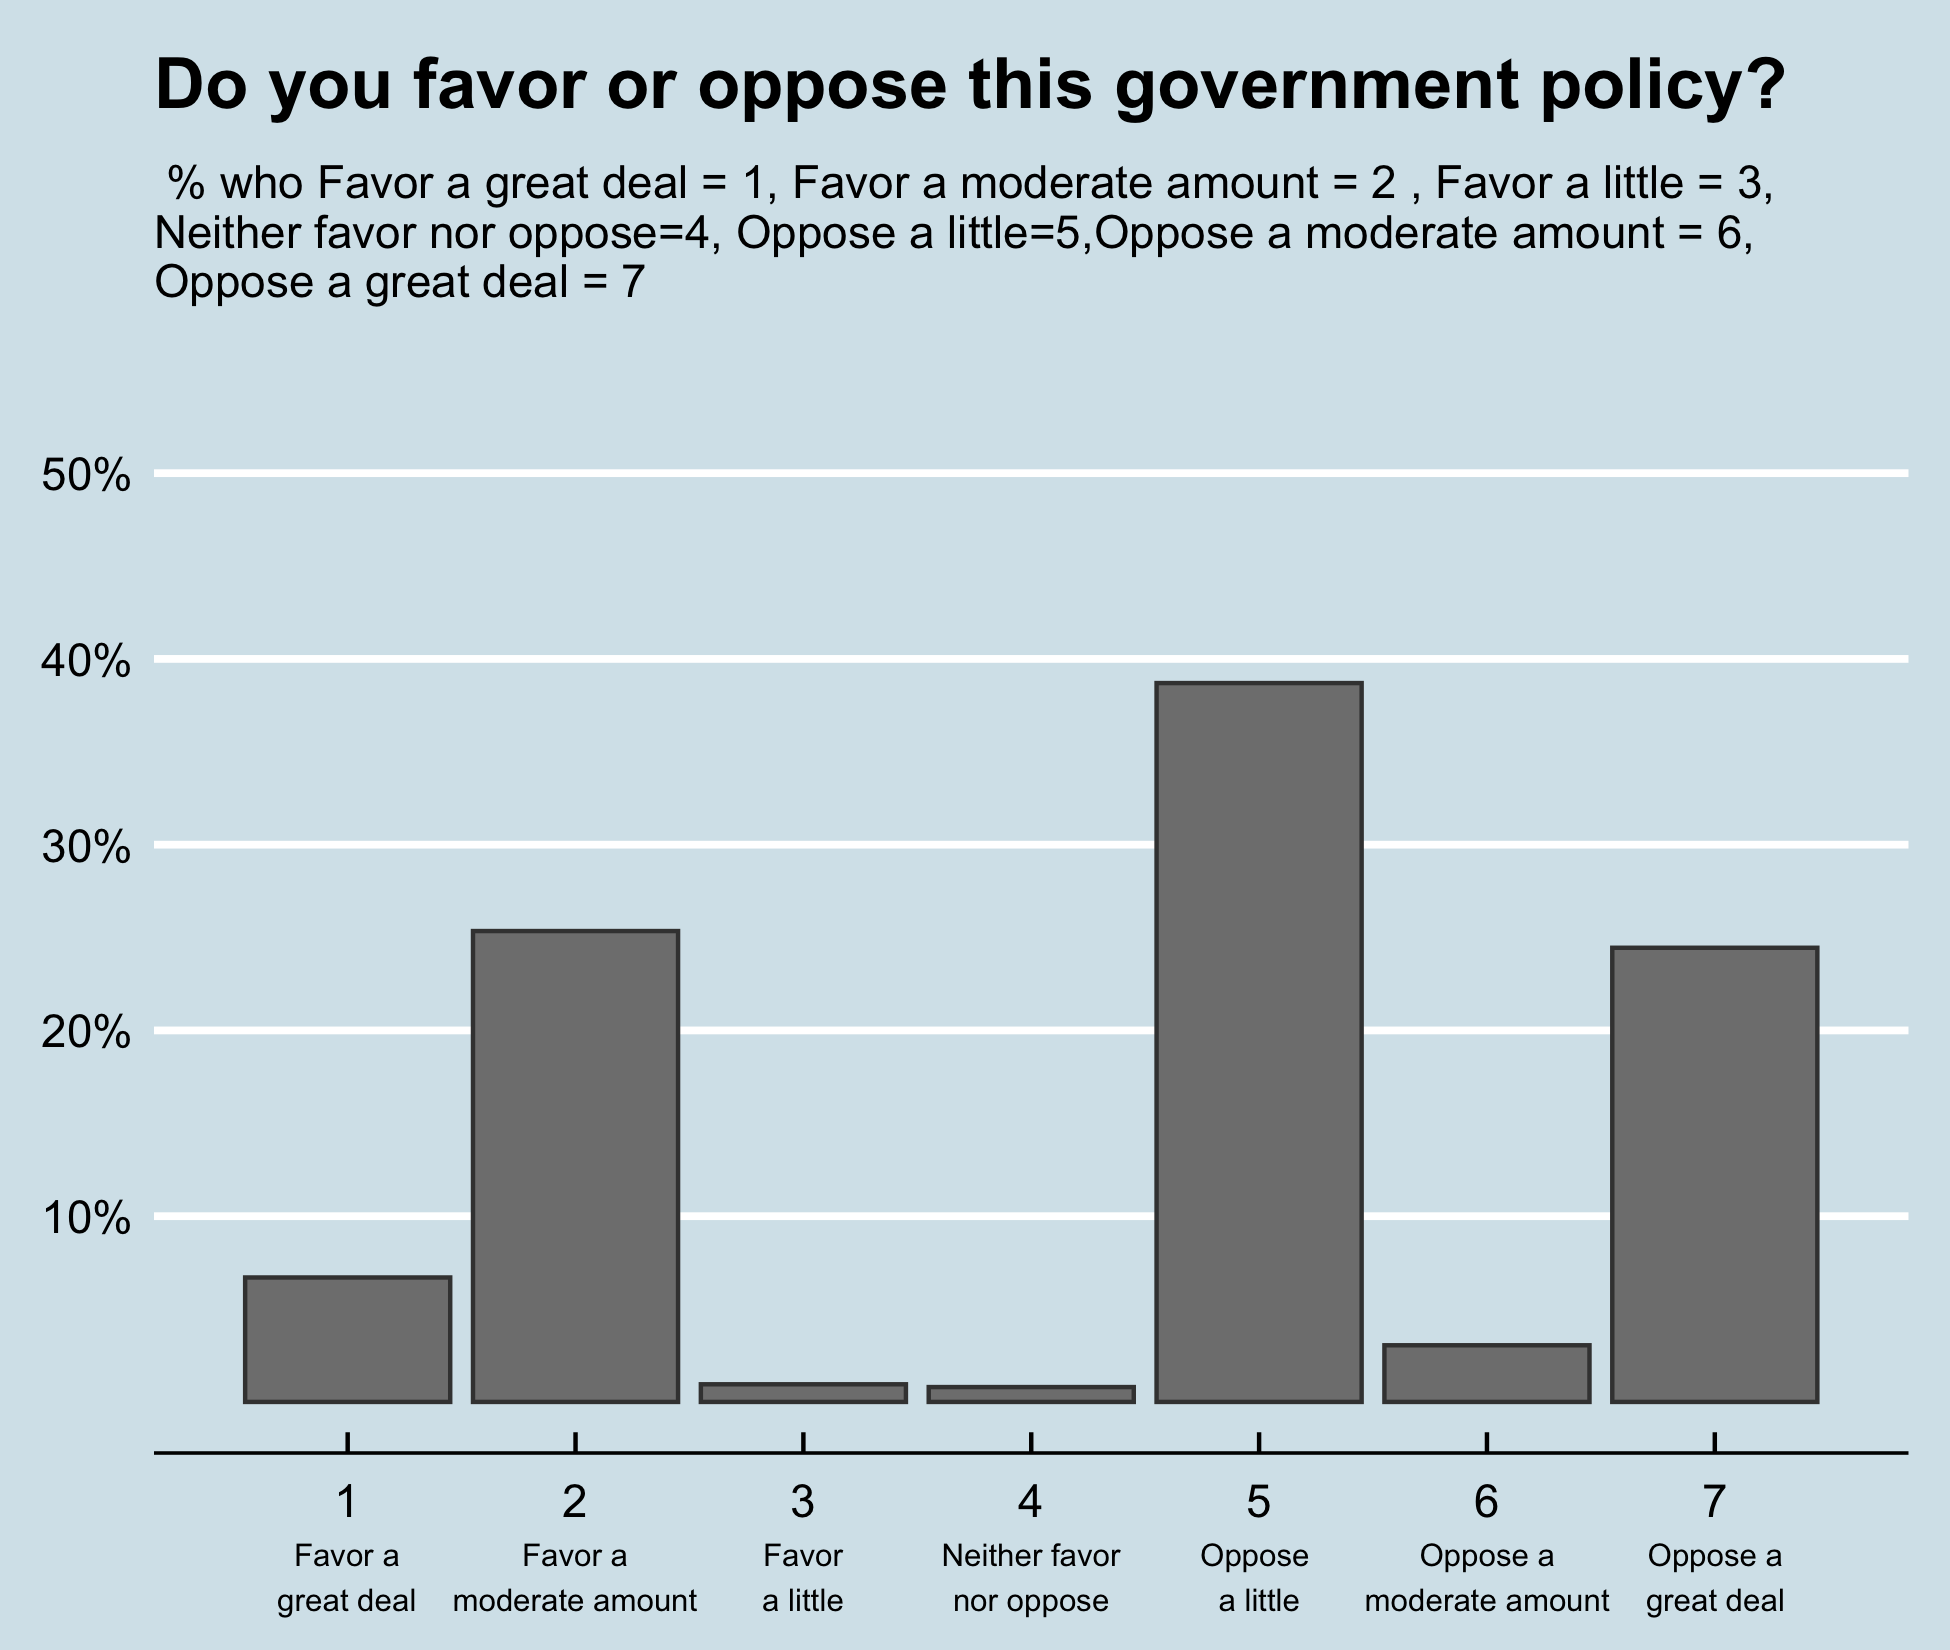 Do you favor or oppose this government policy?
% who Favor a great deal = 1, Favor a moderate amount = 2 , Favor a little = 3,
Neither favor nor oppose=4, Oppose a little=5,Oppose a moderate amount = 6,
Oppose a great deal = 7
50%
40%
30%
20%
10%
1 2 3 4 5 6 7
Favor a Favor a Favor Neither favor Oppose Oppose a Oppose a
great deal moderate amount a little nor oppose a little moderate amount great deal